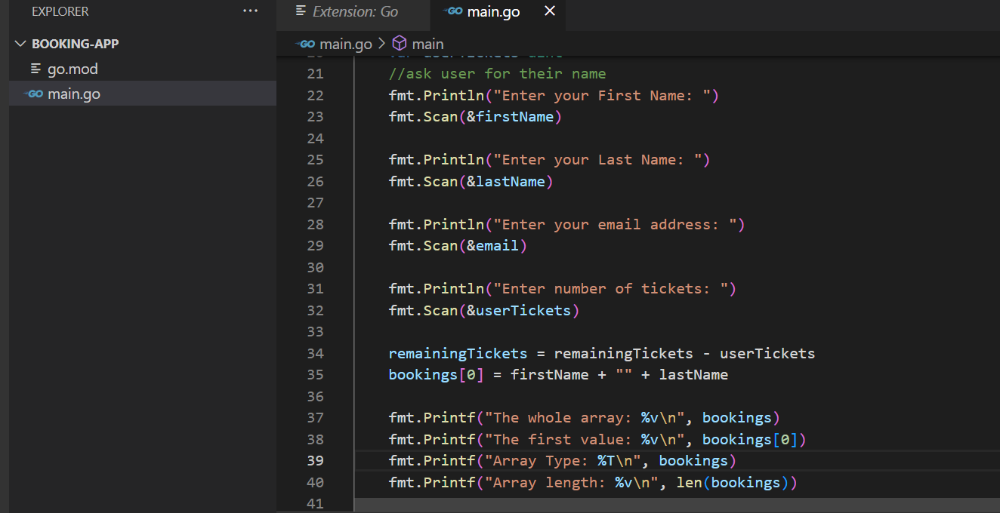 EXPLORER ...
Extension: Go
GO main.go
BOOKING-APP
GO main.go > main
go.mod
GO main.go
21 //ask user for their name
22 fmt.Println("Enter your First Name: ")
23 fmt.Scan(&firstName)
24
25 fmt.Println("Enter your Last Name: ")
26 fmt.Scan(&lastName)
27
28 fmt.Println("Enter your email address: ")
29 fmt.Scan(&email)
30
31 fmt.Println("Enter number of tickets: ")
32 fmt.Scan(&userTickets)
33
34 remainingTickets = remainingTickets - userTickets
35 bookings[0] = firstName + "" + lastName
36
37 fmt.Printf("The whole array: %v\n", bookings)
38 fmt.Printf("The first value: %v\n", bookings[0])
39 fmt.Printf("Array Type: %T\n", bookings)
40 fmt.Printf("Array length: %v\n", len(bookings))
41